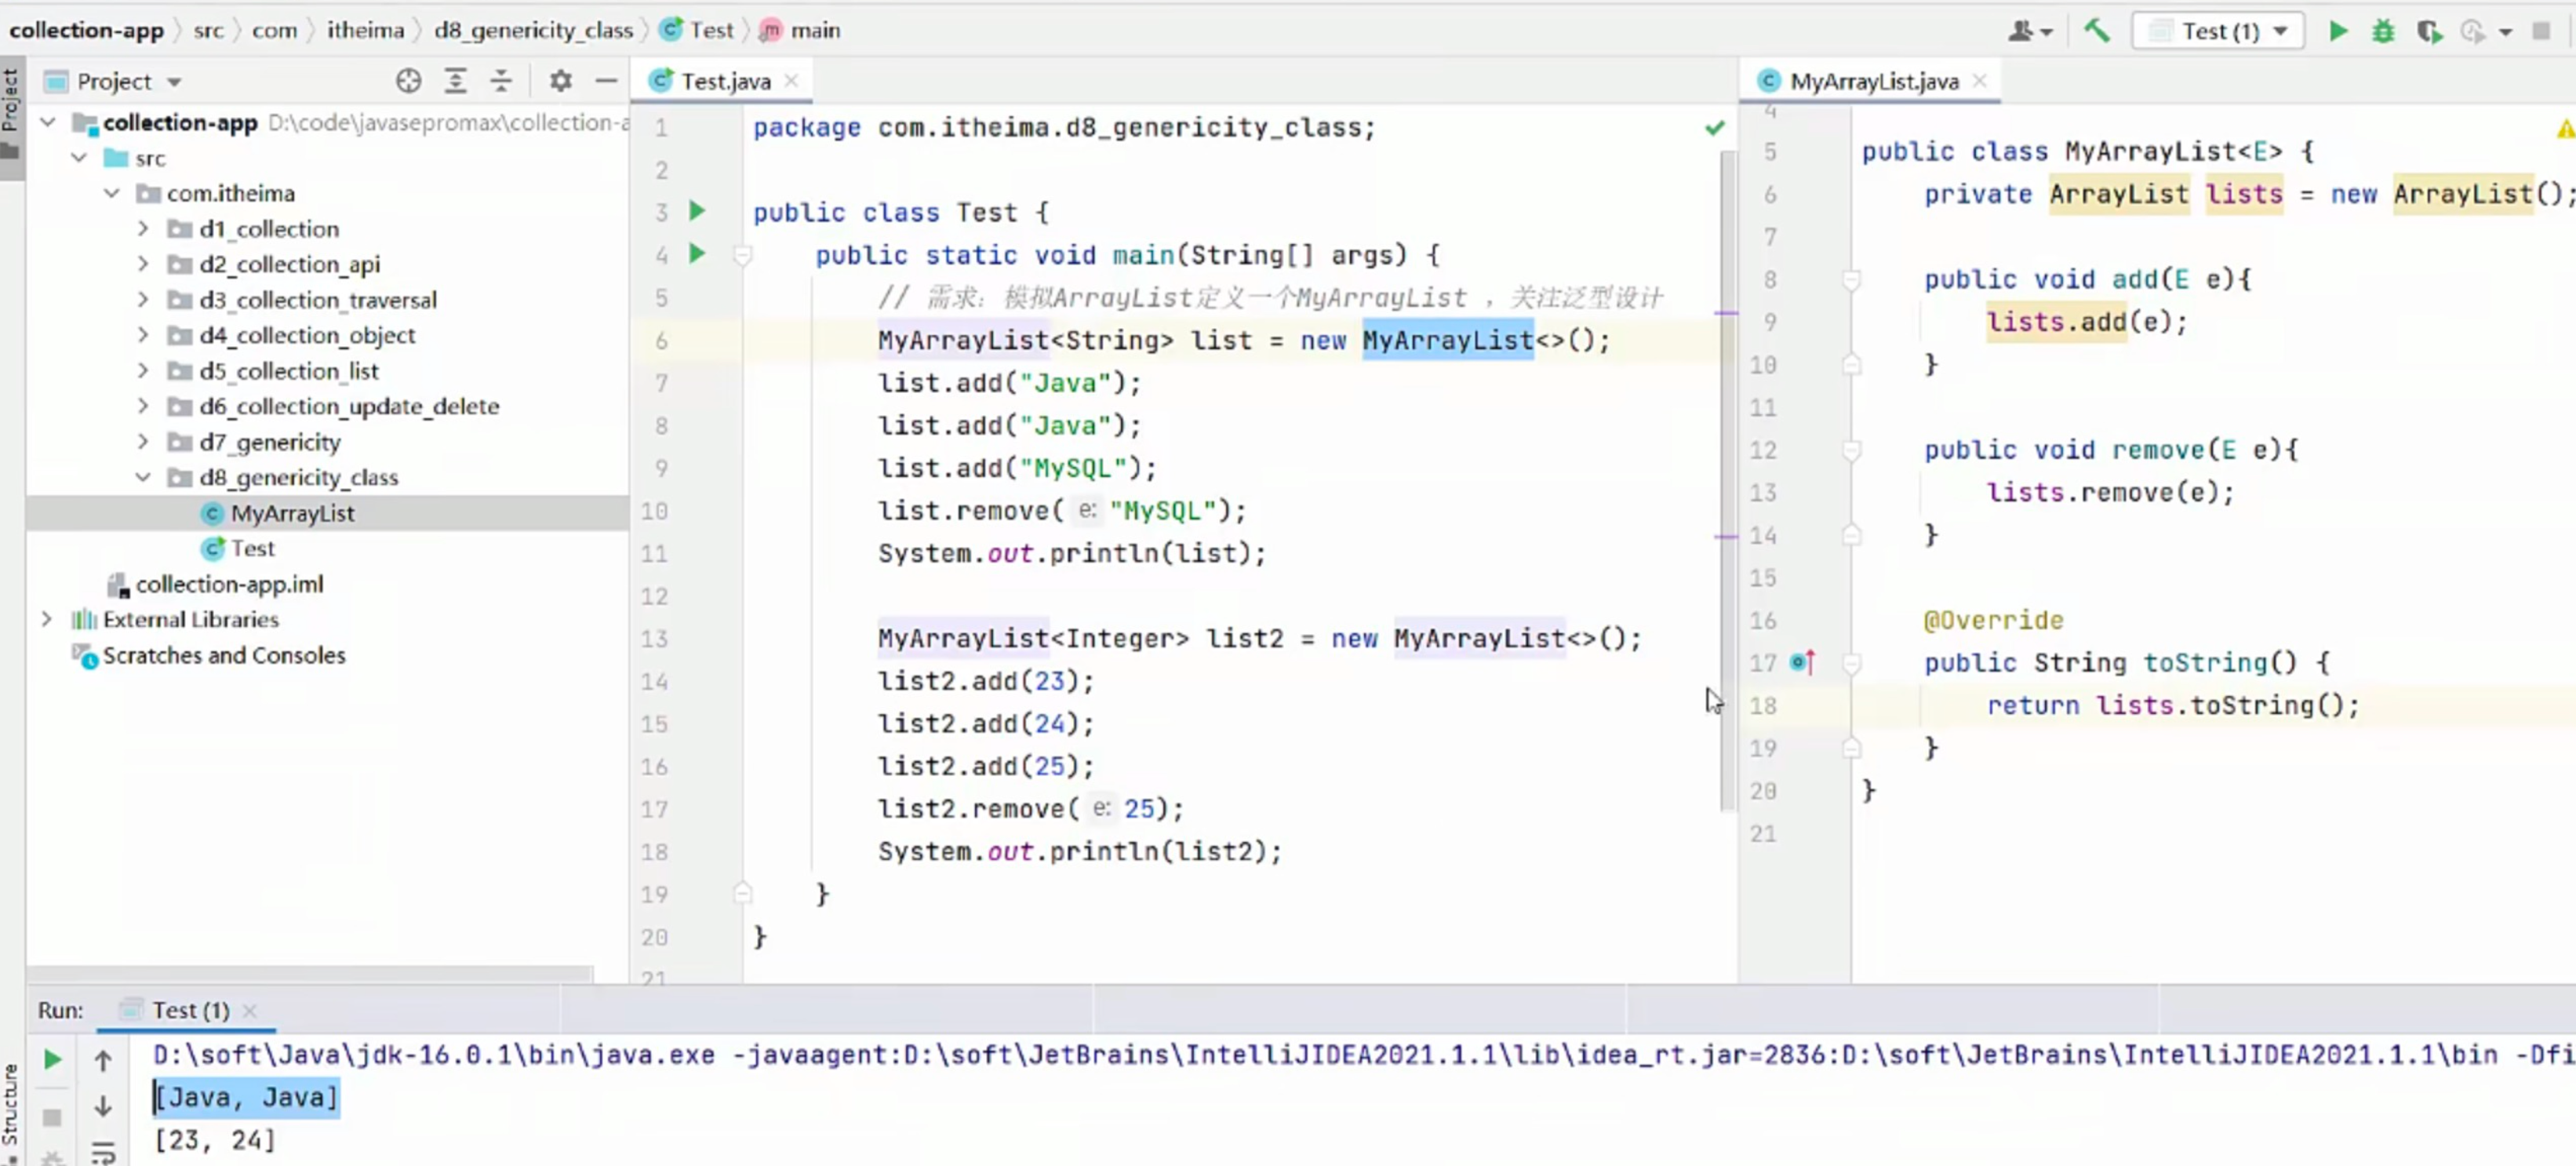 collection-app > src > com > itheima > d8_genericity_class > Test > main
Test (1)
Project
Project
collection-app D:\code\javasepromax\collection-a
src
com.itheima
d1_collection
d2_collection_api
d3_collection_traversal
d4_collection_object
d5_collection_list
d6_collection_update_delete
d7_genericity
d8_genericity_class
MyArrayList
Test
collection-app.iml
External Libraries
Scratches and Consoles
Test.java
1 package com.itheima.d8_genericity_class;
2
3 public class Test {
4 public static void main(String[] args) {
5 // 需求：模拟ArrayList定义一个MyArrayList ，关注泛型设计
6 MyArrayList<String> list = new MyArrayList<>();
7 list.add("Java");
8 list.add("Java");
9 list.add("MySQL");
10 list.remove( e: "MySQL");
11 System.out.println(list);
12
13 MyArrayList<Integer> list2 = new MyArrayList<>();
14 list2.add(23);
15 list2.add(24);
16 list2.add(25);
17 list2.remove( e: 25);
18 System.out.println(list2);
19 }
20 }
21
MyArrayList.java
4
5 public class MyArrayList<E> {
6 private ArrayList lists = new ArrayList();
7
8 public void add(E e){
9 lists.add(e);
10 }
11
12 public void remove(E e){
13 lists.remove(e);
14 }
15
16 @Override
17 public String toString() {
18 return lists.toString();
19 }
20 }
21
Run: Test (1)
Structure
D:\soft\Java\jdk-16.0.1\bin\java.exe -javaagent:D:\soft\JetBrains\IntelliJIDEA2021.1.1\lib\idea_rt.jar=2836:D:\soft\JetBrains\IntelliJIDEA2021.1.1\bin -Dfi
[Java, Java]
[23, 24]